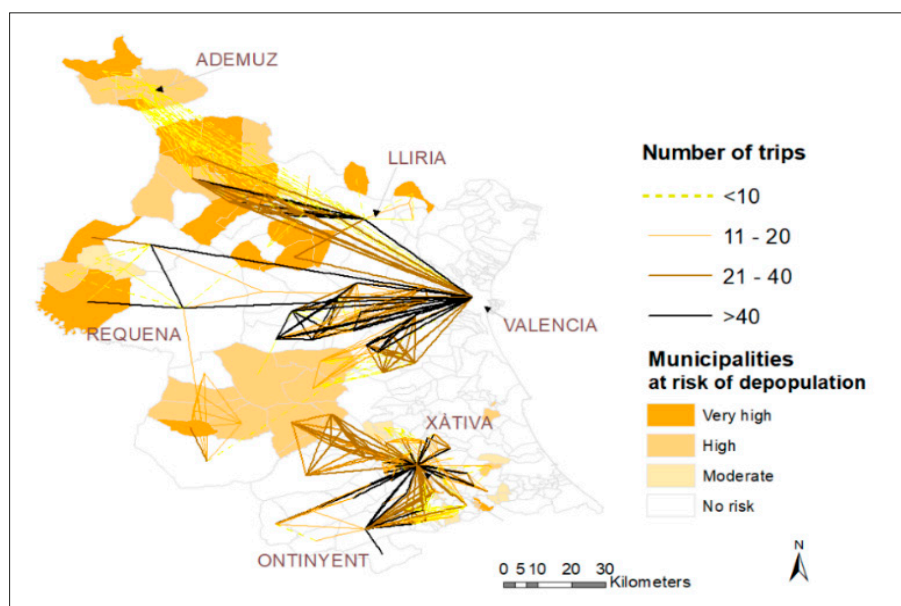 ADEMUZ
LLIRIA
REQUENA
VALENCIA
XÀTIVA
ONTINYENT
Number of trips
<10
11 - 20
21 - 40
>40
Municipalities
at risk of depopulation
Very high
High
Moderate
No risk
N
0 5 10 20 30
Kilometers